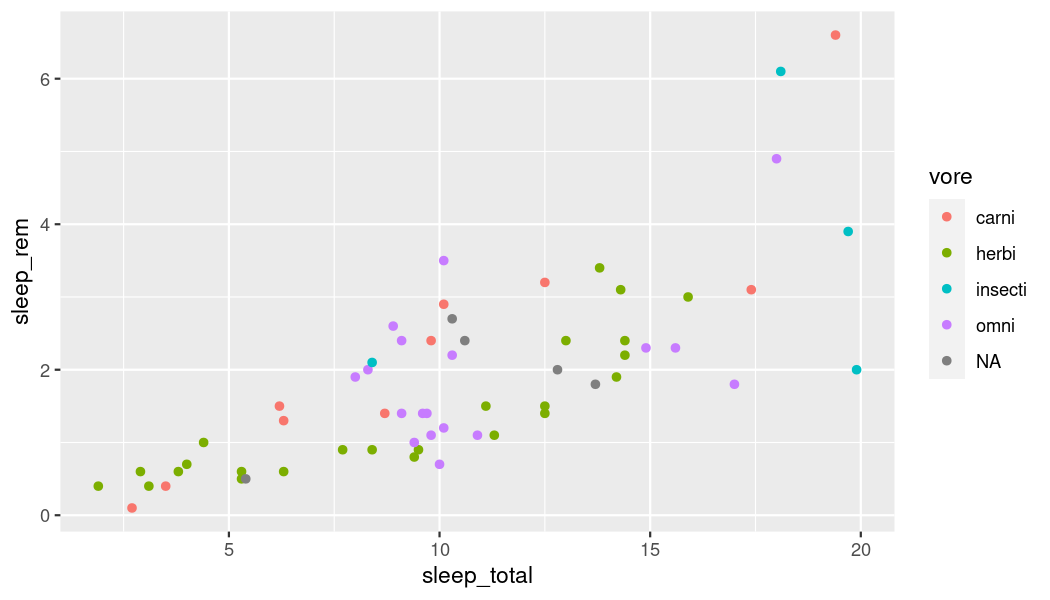 sleep_rem
6
4
2
0
5 10 15 20
sleep_total
vore
carni
herbi
insecti
omni
NA